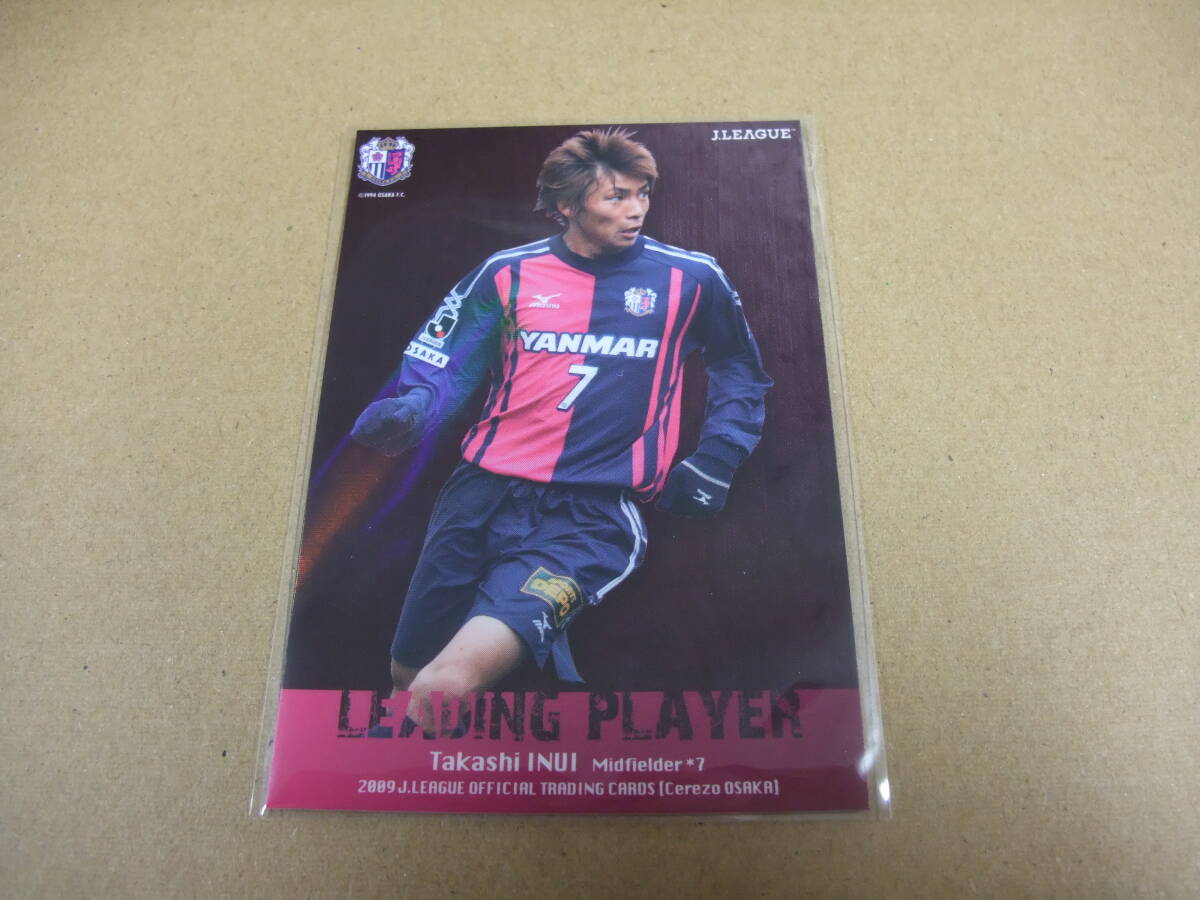 J.LEAGUE™
©1994 OSAKA F.C.
J.LEAGUE
OSAKA
YANMAR
7
LEADING PLAYER
Takashi INUI Midfielder *7
2009 J.LEAGUE OFFICIAL TRADING CARDS [Cerezo OSAKA]